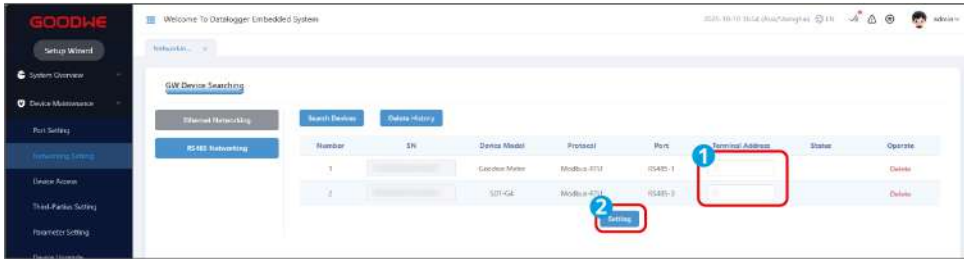 GOODWE
Welcome To Datalogger Embedded System
admin
Setup Wizard
System Overview
GW Device Searching
Device Maintenance
Ethernet Networking
Search Devices
Delete History
Port Setting
RS485 Networking
Number
SN
Device Model
Protocol
Port
Terminal Address
Status
Operate
1
Networking Setting
1
Goodwe Meter
Modbus-RTU
RS485-1
Delete
Device Access
2
SDT-G4
Modbus-RTU
RS485-3
Delete
2
Third-Parties Setting
Setting
Parameter Setting
Device Upgrade